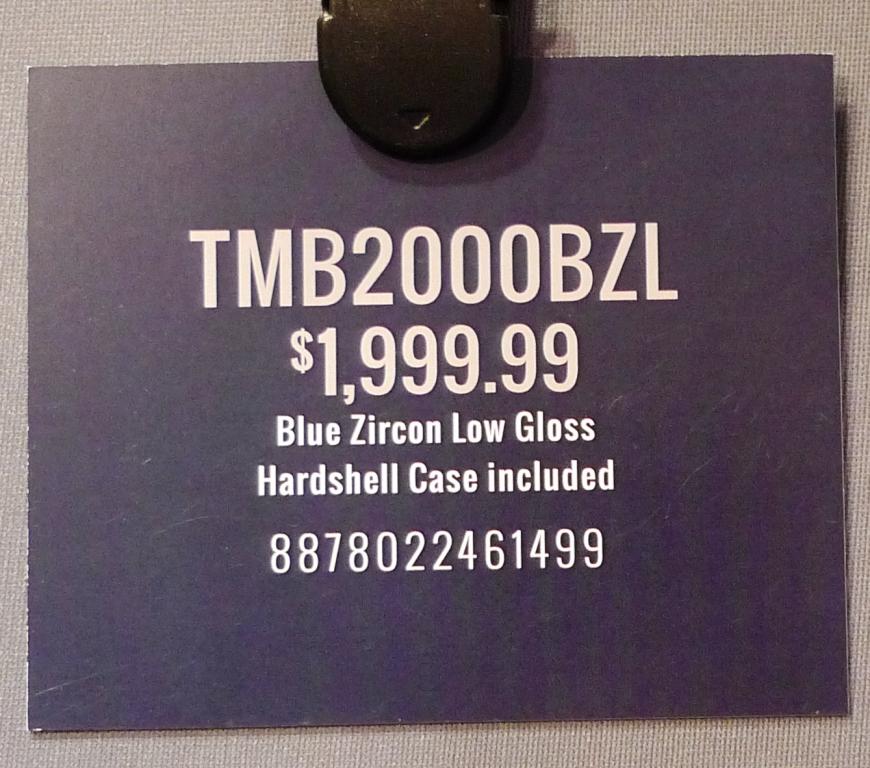 TMB2000BZL
$1,999.99
Blue Zircon Low Gloss
Hardshell Case included
8878022461499